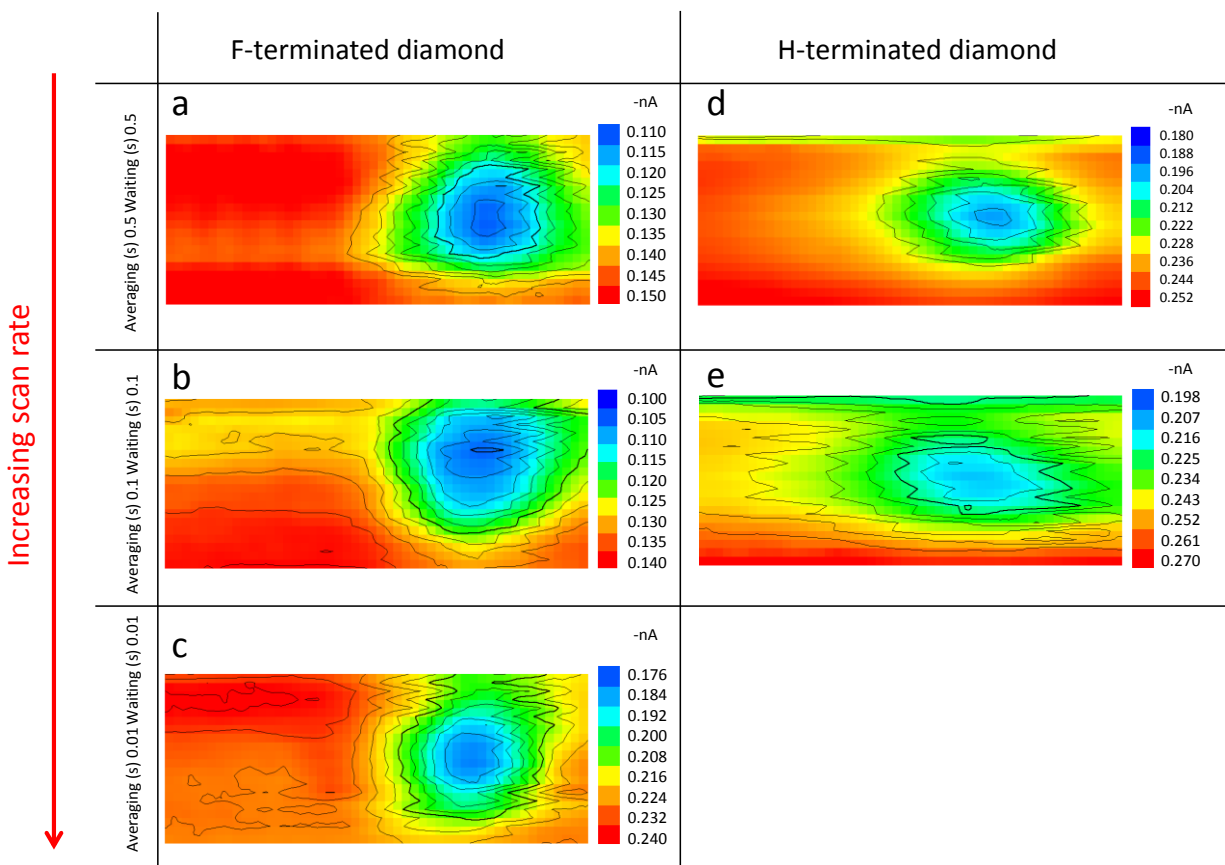 F-terminated diamond
H-terminated diamond
Increasing scan rate
Averaging (s) 0.5 Waiting (s) 0.5
a
-nA
0.110
0.115
0.120
0.125
0.130
0.135
0.140
0.145
0.150
d
-nA
0.180
0.188
0.196
0.204
0.212
0.222
0.228
0.236
0.244
0.252
Averaging (s) 0.1 Waiting (s) 0.1
b
-nA
0.100
0.105
0.110
0.115
0.120
0.125
0.130
0.135
0.140
e
-nA
0.198
0.207
0.216
0.225
0.234
0.243
0.252
0.261
0.270
Averaging (s) 0.01 Waiting (s) 0.01
c
-nA
0.176
0.184
0.192
0.200
0.208
0.216
0.224
0.232
0.240